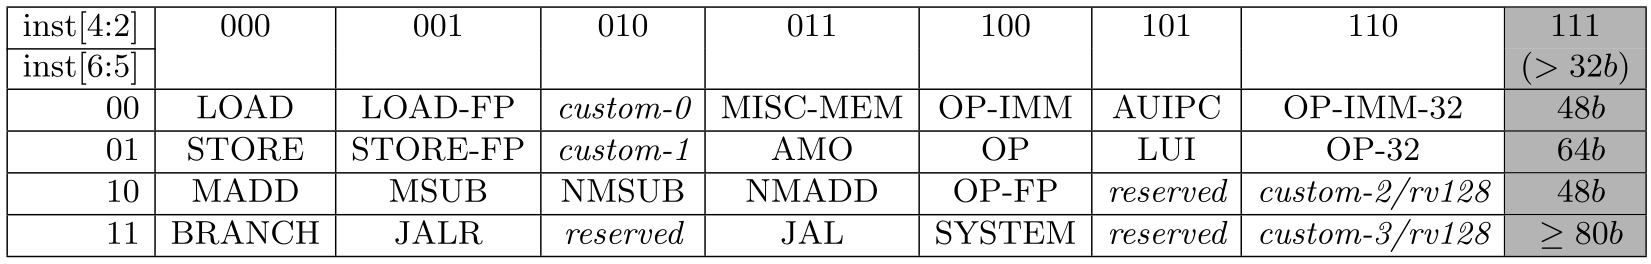 inst[4:2] 000 001 010 011 100 101 110 111
inst[6:5] (> 32b)
00 LOAD LOAD-FP custom-0 MISC-MEM OP-IMM AUIPC OP-IMM-32 48b
01 STORE STORE-FP custom-1 AMO OP LUI OP-32 64b
10 MADD MSUB NMSUB NMADD OP-FP reserved custom-2/rv128 48b
11 BRANCH JALR reserved JAL SYSTEM reserved custom-3/rv128 ≥ 80b